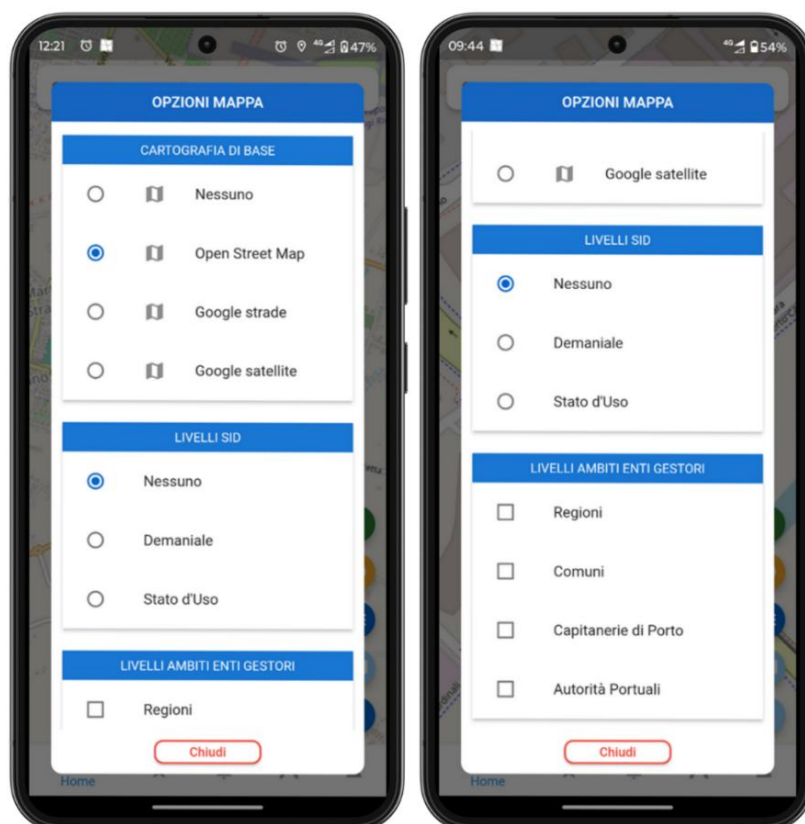 12:21
4G 47%
OPZIONI MAPPA
CARTOGRAFIA DI BASE
Nessuno
Open Street Map
Google strade
Google satellite
LIVELLI SID
Nessuno
Demaniale
Stato d'Uso
LIVELLI AMBITI ENTI GESTORI
Regioni
Chiudi
Home
09:44
4G 54%
OPZIONI MAPPA
Google satellite
LIVELLI SID
Nessuno
Demaniale
Stato d'Uso
LIVELLI AMBITI ENTI GESTORI
Regioni
Comuni
Capitanerie di Porto
Autorità Portuali
Chiudi
Home